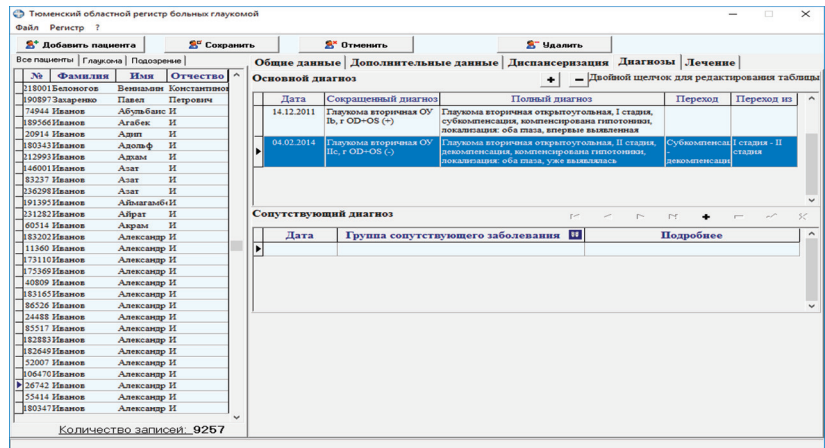 Тюменский областной регистр больных глаукомой
Файл Регистр ?
Добавить пациента Сохранить Отменить Удалить
Все пациенты Глаукома Подозрение
Общие данные Дополнительные данные Диспансеризация Диагнозы Лечение
Основной диагноз + − Двойной щелчок для редактирования таблицы
№ Фамилия Имя Отчество
218001 Белоногов Вениамин Константинов
190897 Захаренко Павел Петрович
74944 Иванов Абульбаис И
189566 Иванов Агабек И
20914 Иванов Адип И
180343 Иванов Адольф И
212993 Иванов Адхам И
146001 Иванов Азат И
83237 Иванов Азат И
236298 Иванов Азат И
191395 Иванов Аймагамб И
231282 Иванов Айрат И
60514 Иванов Акрам И
183202 Иванов Александр И
11360 Иванов Александр И
173110 Иванов Александр И
175369 Иванов Александр И
40809 Иванов Александр И
183165 Иванов Александр И
86526 Иванов Александр И
24488 Иванов Александр И
85517 Иванов Александр И
182883 Иванов Александр И
182649 Иванов Александр И
52007 Иванов Александр И
106470 Иванов Александр И
26742 Иванов Александр И
55414 Иванов Александр И
180347 Иванов Александр И
Количество записей: 9257
Дата Сокращенный диагноз Полный диагноз Переход Переход из
14.12.2011 Глаукома вторичная ОУ Глаукома вторичная открытоугольная, I стадия,
Ib, г OD+OS (+) субкомпенсация, компенсирована гипотоники,
локализация: оба глаза, впервые выявленная
04.02.2014 Глаукома вторичная ОУ Глаукома вторичная открытоугольная, II стадия, Субкомпенсац I стадия - II
IIc, г OD+OS (-) декомпенсация, компенсирована гипотоники, - стадия
локализация: оба глаза, уже выявлялась декомпенсаци
Сопутствующий диагноз
Дата Группа сопутствующего заболевания Подробнее